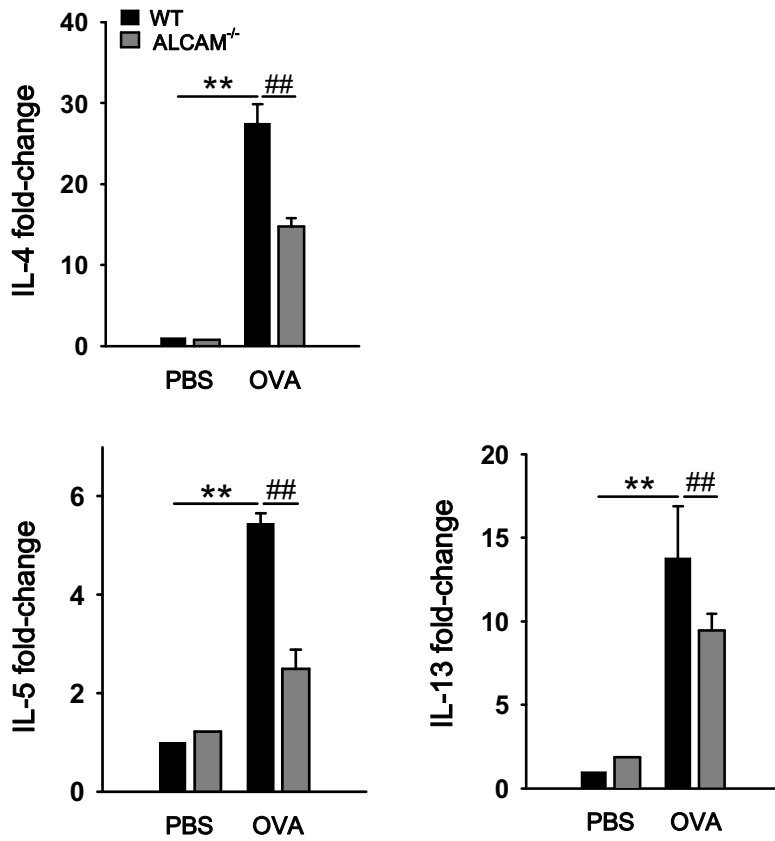 WT
ALCAM-/-
IL-4 fold-change
40
30
20
10
0
** ##
PBS OVA
IL-5 fold-change
6
4
2
0
** ##
PBS OVA
IL-13 fold-change
20
15
10
5
0
** ##
PBS OVA